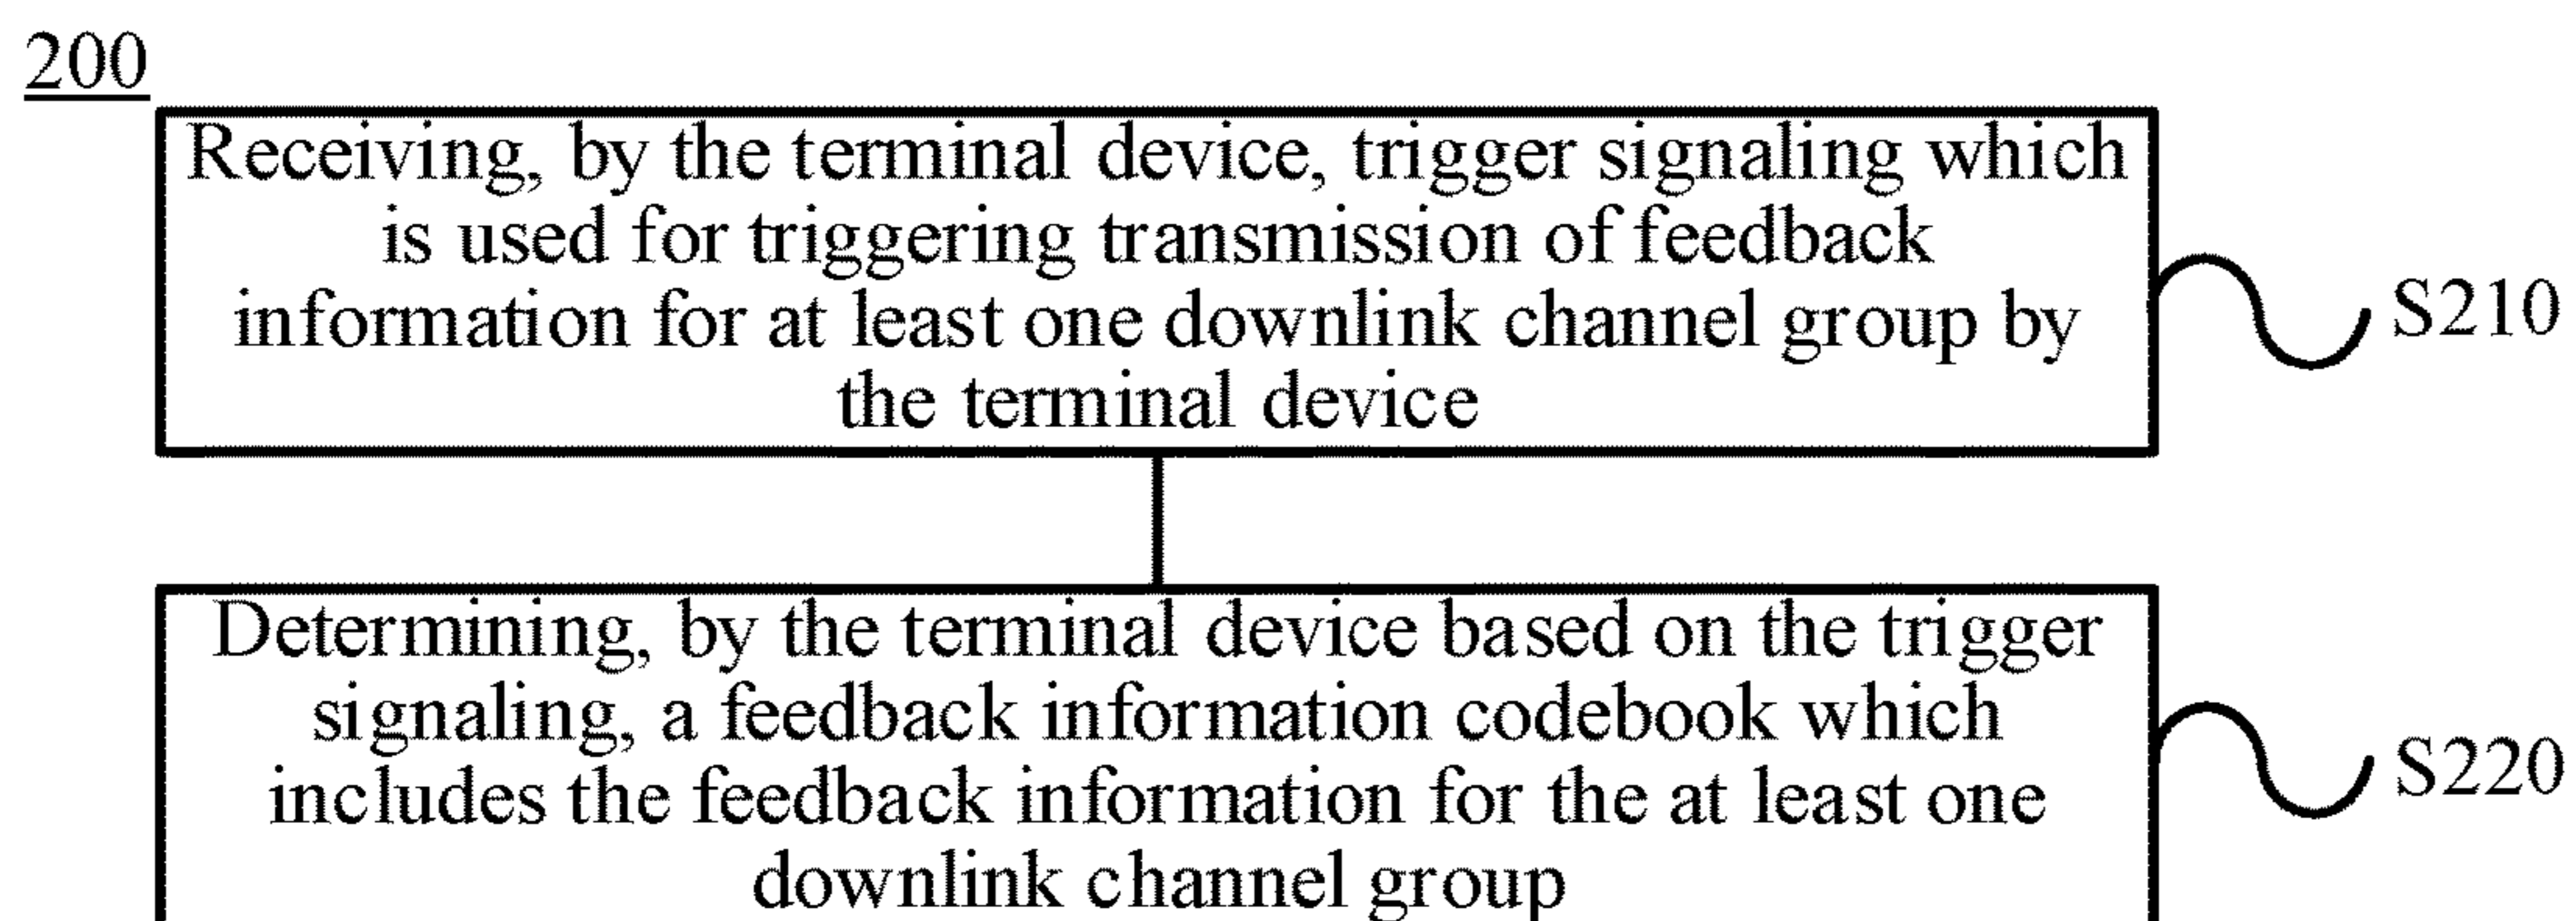 200
Receiving, by the terminal device, trigger signaling which
is used for triggering transmission of feedback
information for at least one downlink channel group by
the terminal device
S210
Determining, by the terminal device based on the trigger
signaling, a feedback information codebook which
includes the feedback information for the at least one
downlink channel group
S220